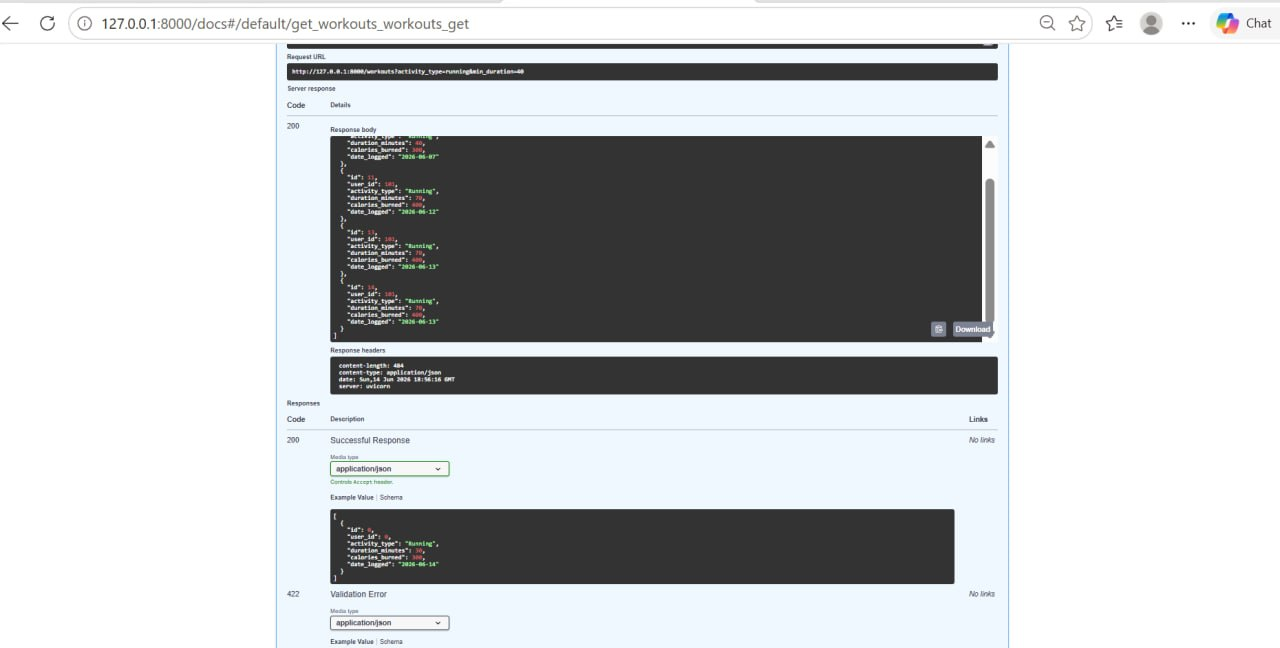 127.0.0.1:8000/docs#/default/get_workouts_workouts_get
Chat
Request URL
http://127.0.0.1:8000/workouts?activity_type=running&min_duration=40
Server response
Code Details
200
Response body
"activity_type": "Running",
"duration_minutes": 40,
"calories_burned": 300,
"date_logged": "2026-06-07"
},
{
"id": 11,
"user_id": 101,
"activity_type": "Running",
"duration_minutes": 70,
"calories_burned": 400,
"date_logged": "2026-06-12"
},
{
"id": 13,
"user_id": 101,
"activity_type": "Running",
"duration_minutes": 70,
"calories_burned": 400,
"date_logged": "2026-06-13"
},
{
"id": 14,
"user_id": 101,
"activity_type": "Running",
"duration_minutes": 70,
"calories_burned": 400,
"date_logged": "2026-06-13"
}
]
Download
Response headers
content-length: 484
content-type: application/json
date: Sun,14 Jun 2026 18:56:16 GMT
server: uvicorn
Responses
Code Description Links
200 Successful Response No links
Media type
application/json
Controls Accept header.
Example Value | Schema
[
{
"id": 0,
"user_id": 0,
"activity_type": "Running",
"duration_minutes": 30,
"calories_burned": 300,
"date_logged": "2026-06-14"
}
]
422 Validation Error No links
Media type
application/json
Example Value | Schema